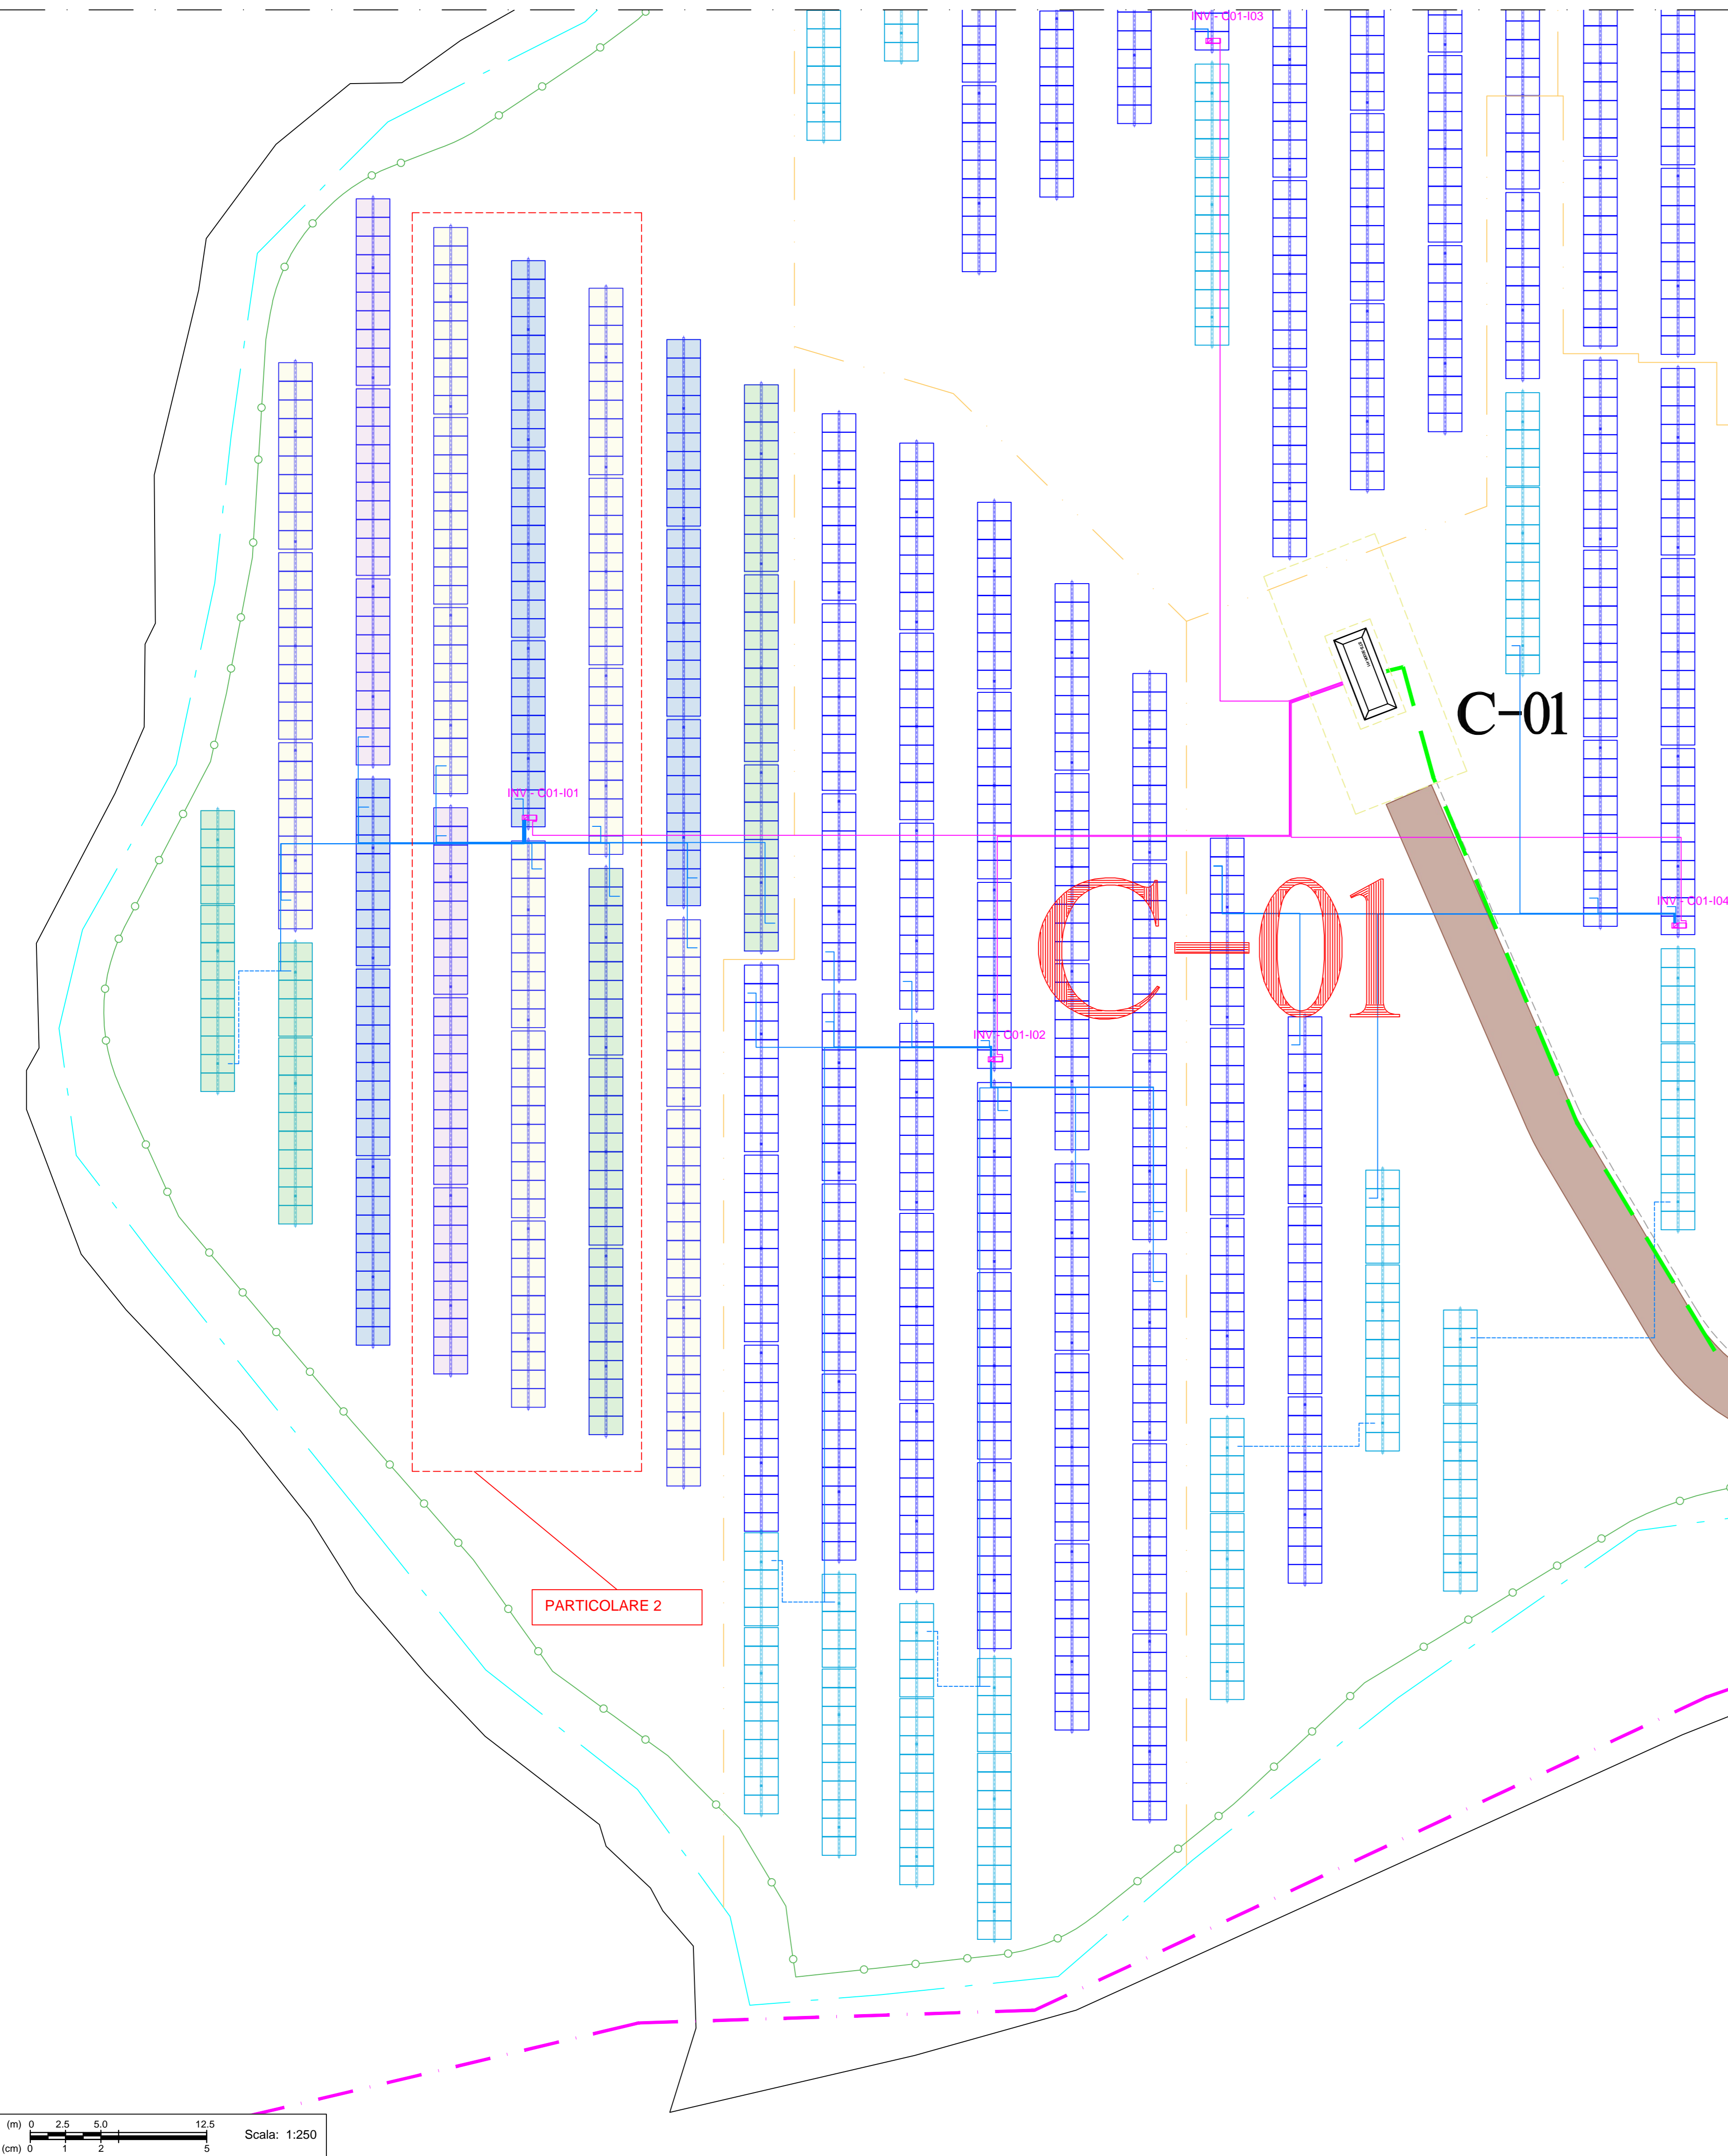 INV - C01-I03
C-01
INV - C01-I01
INV - C01-I04
C-01
INV - C01-I02
PARTICOLARE 2
(m) 0 2.5 5.0 12.5
Scala: 1:250
(cm) 0 1 2 5